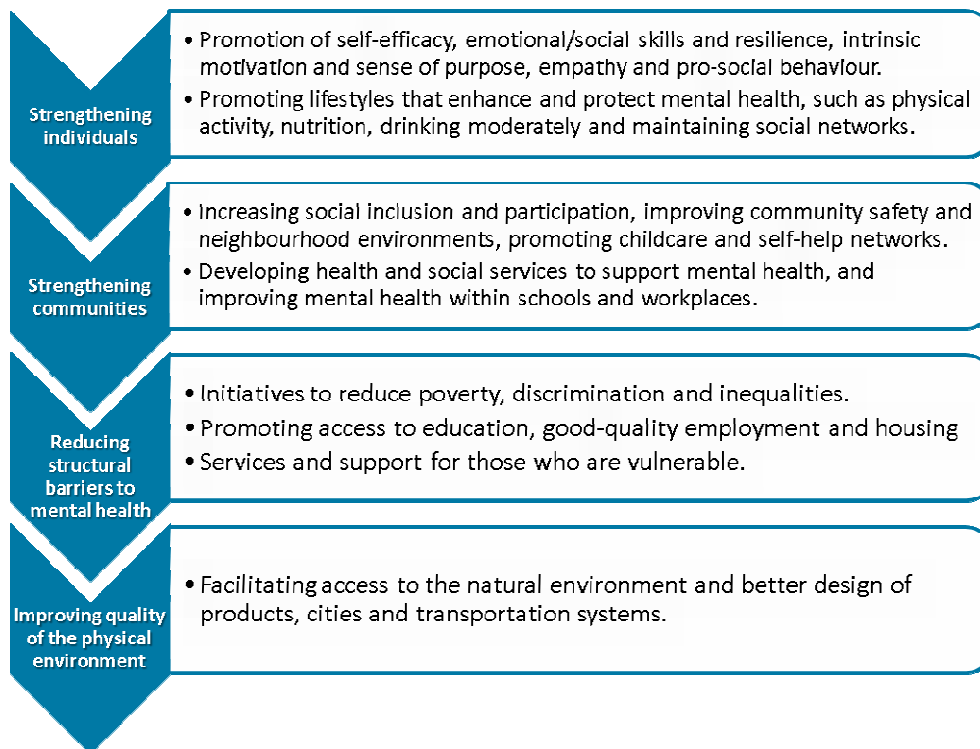 Strengthening
individuals
• Promotion of self-efficacy, emotional/social skills and resilience, intrinsic
motivation and sense of purpose, empathy and pro-social behaviour.
• Promoting lifestyles that enhance and protect mental health, such as physical
activity, nutrition, drinking moderately and maintaining social networks.
Strengthening
communities
• Increasing social inclusion and participation, improving community safety and
neighbourhood environments, promoting childcare and self-help networks.
• Developing health and social services to support mental health, and
improving mental health within schools and workplaces.
Reducing
structural
barriers to
mental health
• Initiatives to reduce poverty, discrimination and inequalities.
• Promoting access to education, good-quality employment and housing
• Services and support for those who are vulnerable.
Improving quality
of the physical
environment
• Facilitating access to the natural environment and better design of
products, cities and transportation systems.